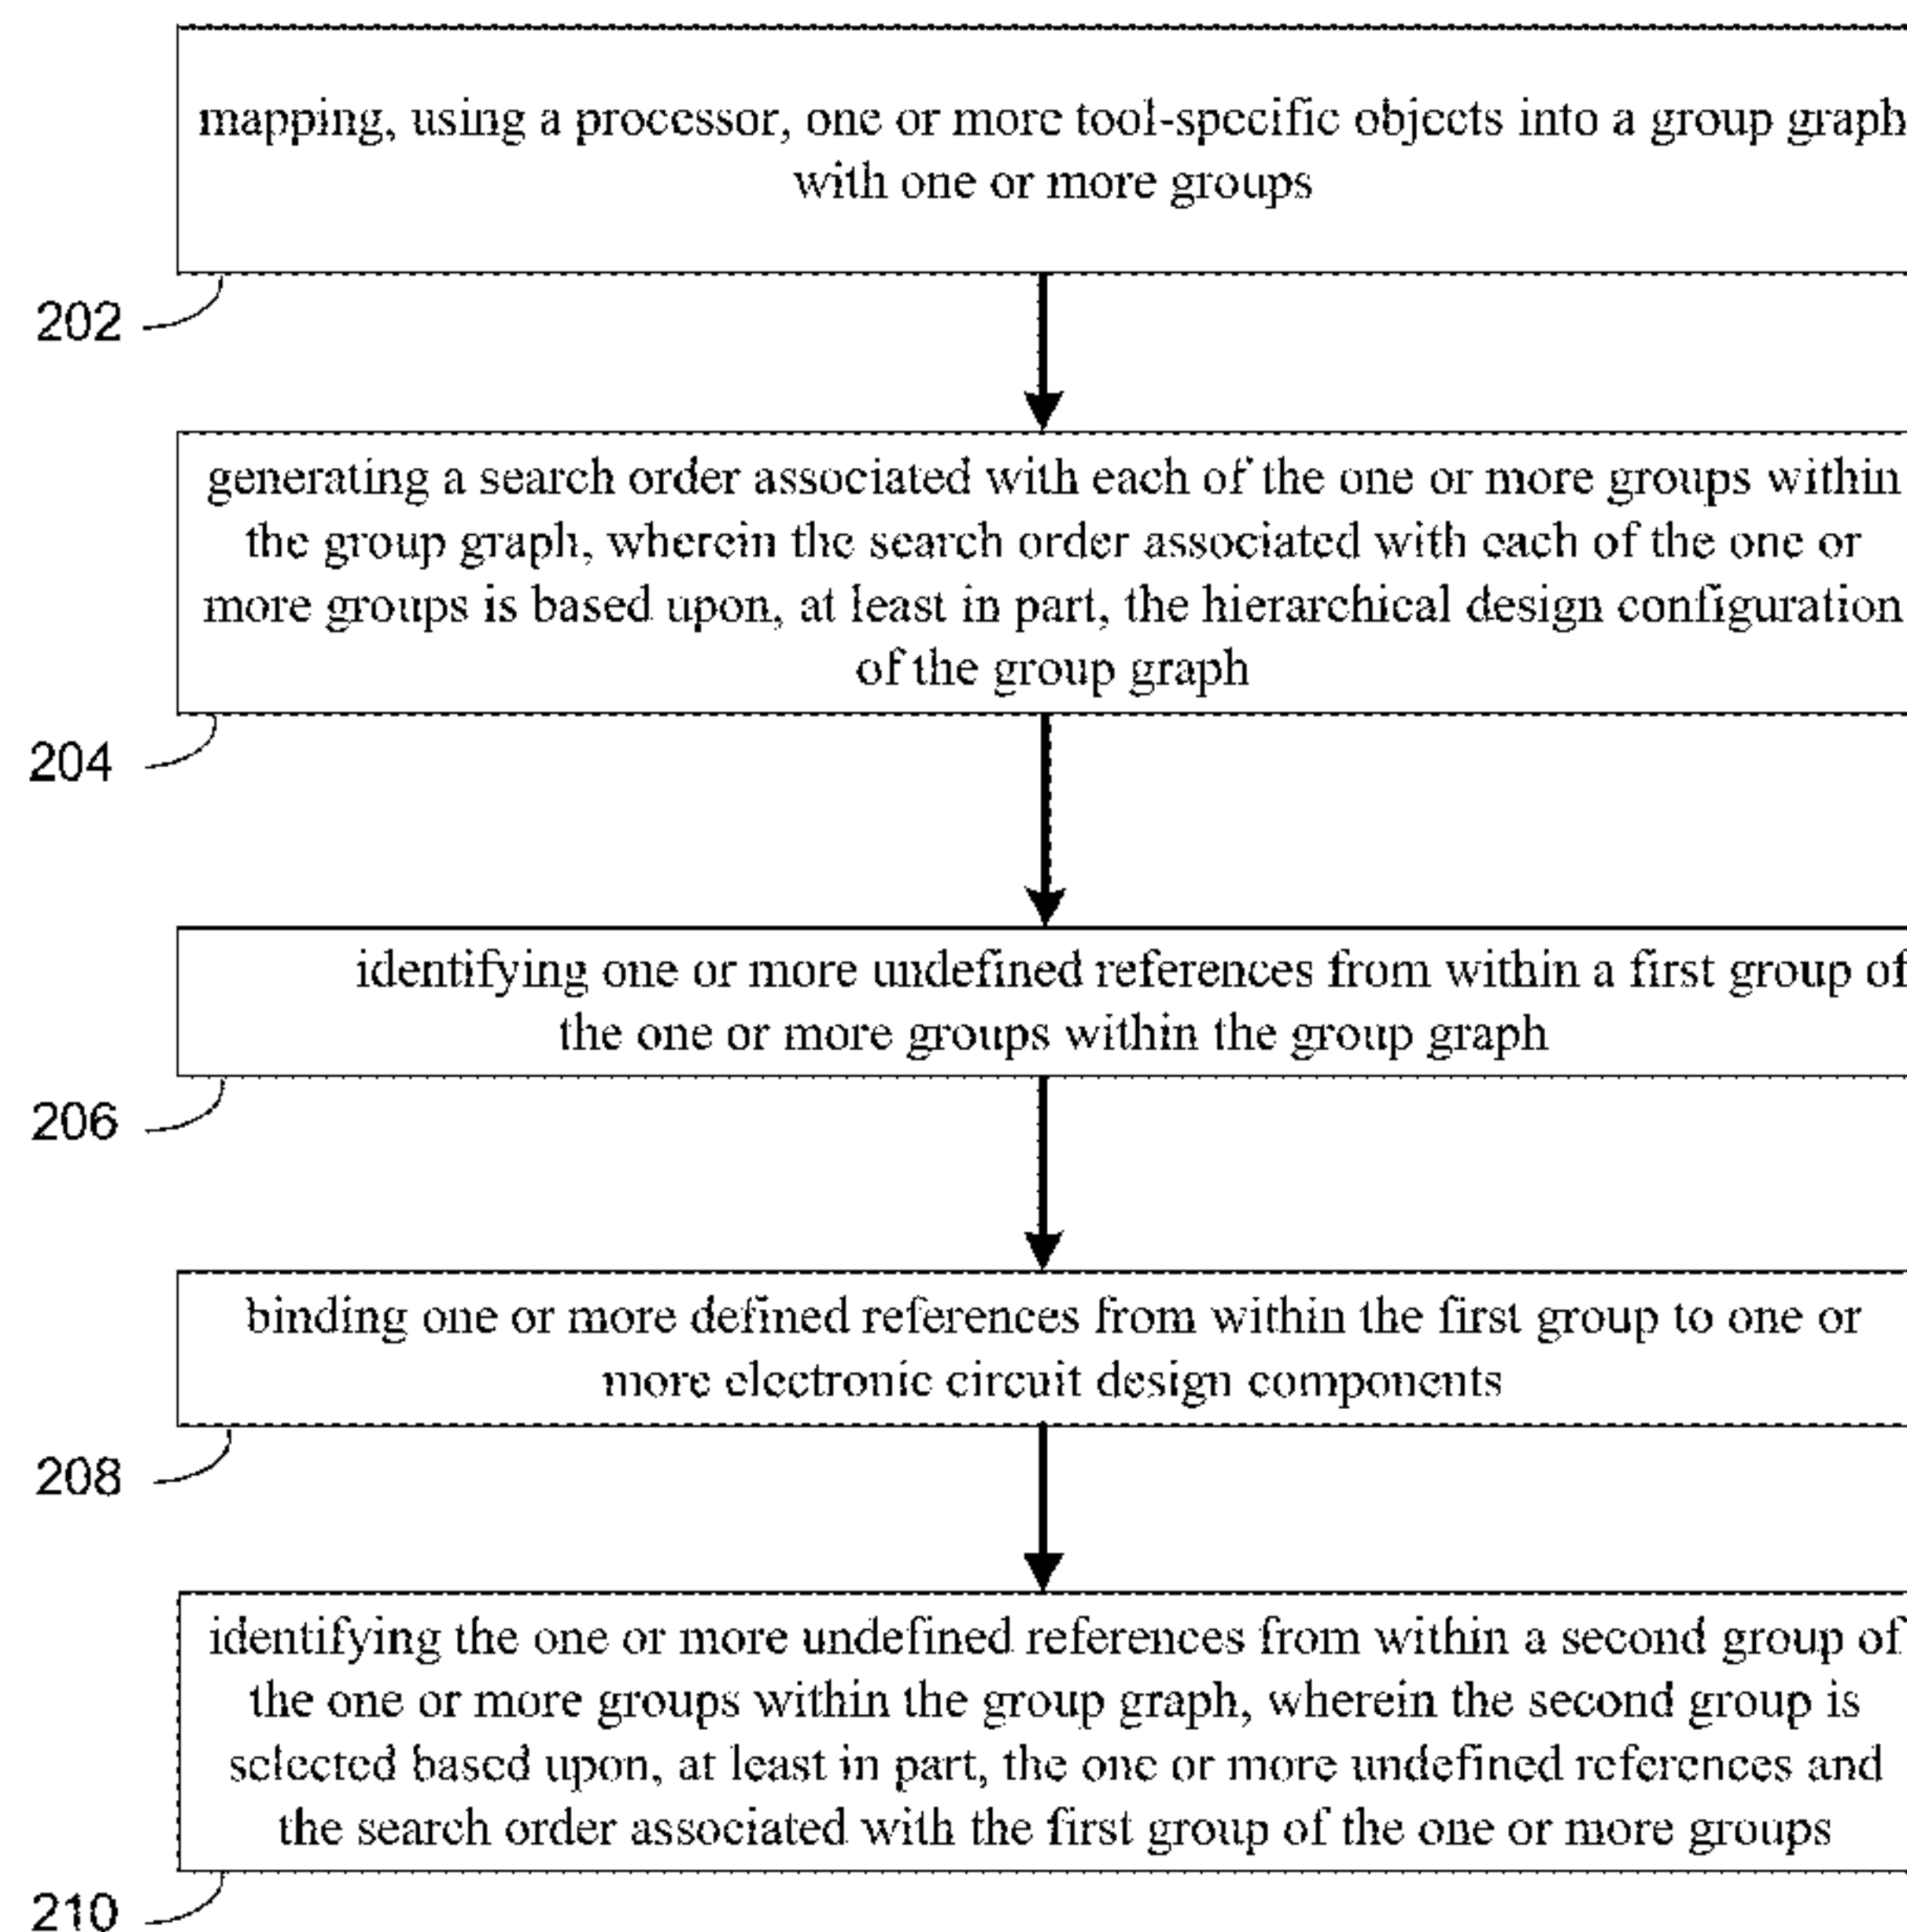 mapping, using a processor, one or more tool-specific objects into a group graph
with one or more groups
202
generating a search order associated with each of the one or more groups within
the group graph, wherein the search order associated with each of the one or
more groups is based upon, at least in part, the hierarchical design configuration
of the group graph
204
identifying one or more undefined references from within a first group of
the one or more groups within the group graph
206
binding one or more defined references from within the first group to one or
more electronic circuit design components
208
identifying the one or more undefined references from within a second group of
the one or more groups within the group graph, wherein the second group is
selected based upon, at least in part, the one or more undefined references and
the search order associated with the first group of the one or more groups
210